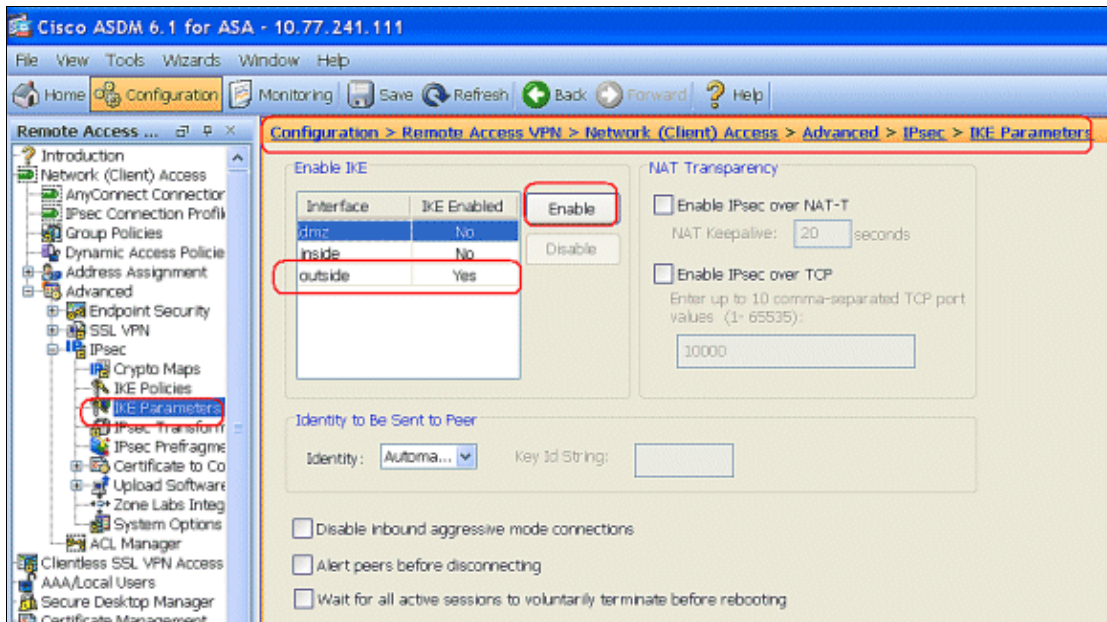 Cisco ASDM 6.1 for ASA - 10.77.241.111
File View Tools Wizards Window Help
Home Configuration Monitoring Save Refresh Back Forward Help
Remote Access ...
Introduction
Network (Client) Access
AnyConnect Connection
IPsec Connection Profil
Group Policies
Dynamic Access Policie
Address Assignment
Advanced
Endpoint Security
SSL VPN
IPsec
Crypto Maps
IKE Policies
IKE Parameters
IPsec Transform
IPsec Prefragme
Certificate to Co
Upload Software
Zone Labs Integ
System Options
ACL Manager
Clientless SSL VPN Access
AAA/Local Users
Secure Desktop Manager
Certificate Management
Configuration > Remote Access VPN > Network (Client) Access > Advanced > IPsec > IKE Parameters
Enable IKE
Interface IKE Enabled
dmz No
inside No
outside Yes
Enable
Disable
NAT Transparency
Enable IPsec over NAT-T
NAT Keepalive: 20 seconds
Enable IPsec over TCP
Enter up to 10 comma-separated TCP port
values (1- 65535):
10000
Identity to Be Sent to Peer
Identity: Automa... Key Id String:
Disable inbound aggressive mode connections
Alert peers before disconnecting
Wait for all active sessions to voluntarily terminate before rebooting